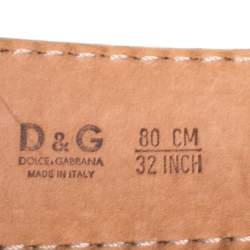 D&G
DOLCE&GABBANA
MADE IN ITALY
80 CM
32 INCH